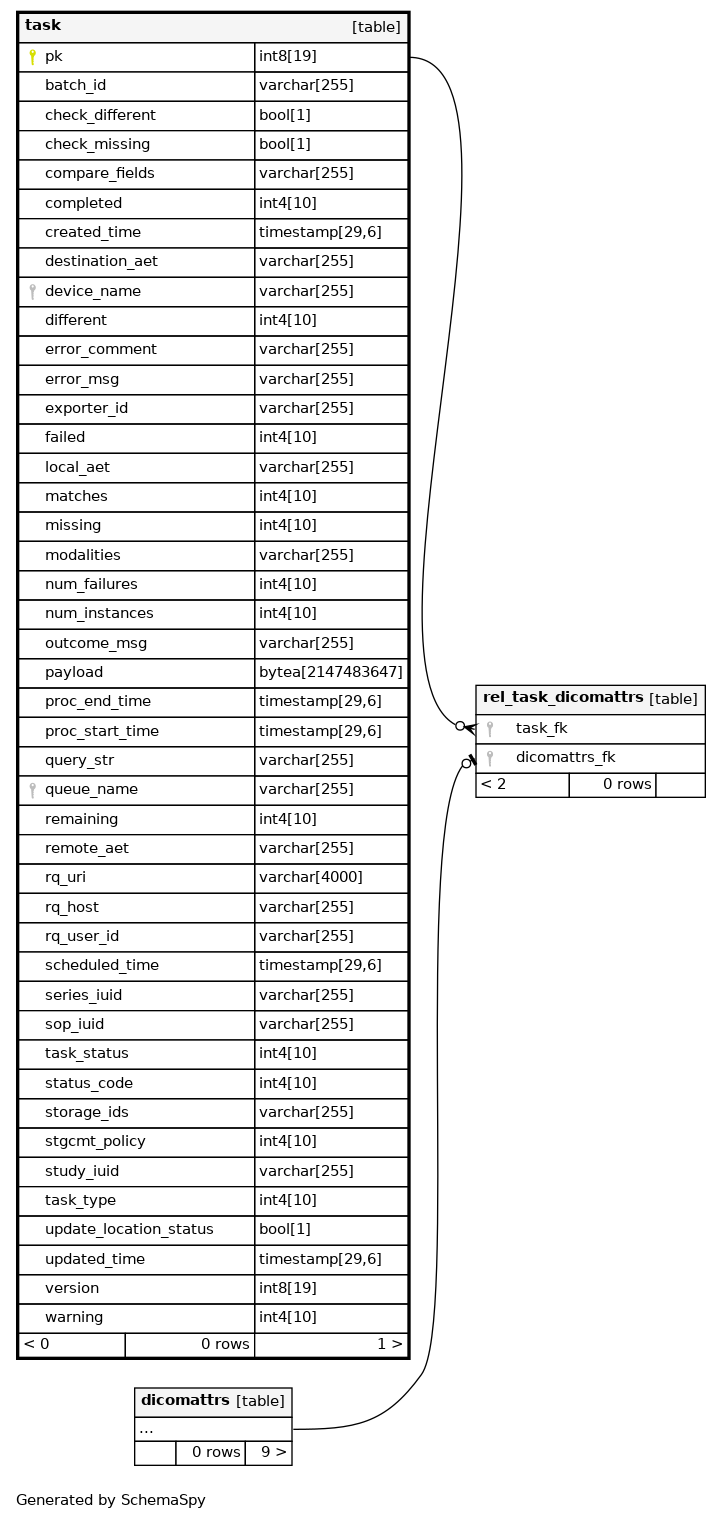 task [table]
pk int8[19]
batch_id varchar[255]
check_different bool[1]
check_missing bool[1]
compare_fields varchar[255]
completed int4[10]
created_time timestamp[29,6]
destination_aet varchar[255]
device_name varchar[255]
different int4[10]
error_comment varchar[255]
error_msg varchar[255]
exporter_id varchar[255]
failed int4[10]
local_aet varchar[255]
matches int4[10]
missing int4[10]
modalities varchar[255]
num_failures int4[10]
num_instances int4[10]
outcome_msg varchar[255]
payload bytea[2147483647]
proc_end_time timestamp[29,6]
proc_start_time timestamp[29,6]
query_str varchar[255]
queue_name varchar[255]
remaining int4[10]
remote_aet varchar[255]
rq_uri varchar[4000]
rq_host varchar[255]
rq_user_id varchar[255]
scheduled_time timestamp[29,6]
series_iuid varchar[255]
sop_iuid varchar[255]
task_status int4[10]
status_code int4[10]
storage_ids varchar[255]
stgcmt_policy int4[10]
study_iuid varchar[255]
task_type int4[10]
update_location_status bool[1]
updated_time timestamp[29,6]
version int8[19]
warning int4[10]
< 0 0 rows 1 >
rel_task_dicomattrs [table]
task_fk
dicomattrs_fk
< 2 0 rows
dicomattrs [table]
...
0 rows 9 >
Generated by SchemaSpy